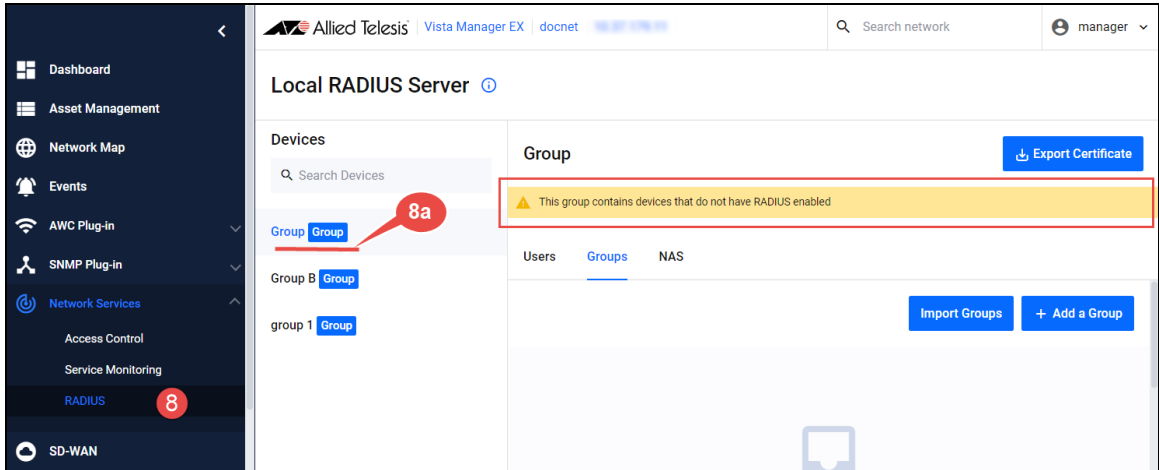 Allied Telesis Vista Manager EX docnet
Search network
manager
Dashboard
Asset Management
Network Map
Events
AWC Plug-in
SNMP Plug-in
Network Services
Access Control
Service Monitoring
RADIUS
8
SD-WAN
Local RADIUS Server
Devices
Search Devices
8a
Group Group
Group B Group
group 1 Group
Group
Export Certificate
This group contains devices that do not have RADIUS enabled
Users Groups NAS
Import Groups + Add a Group